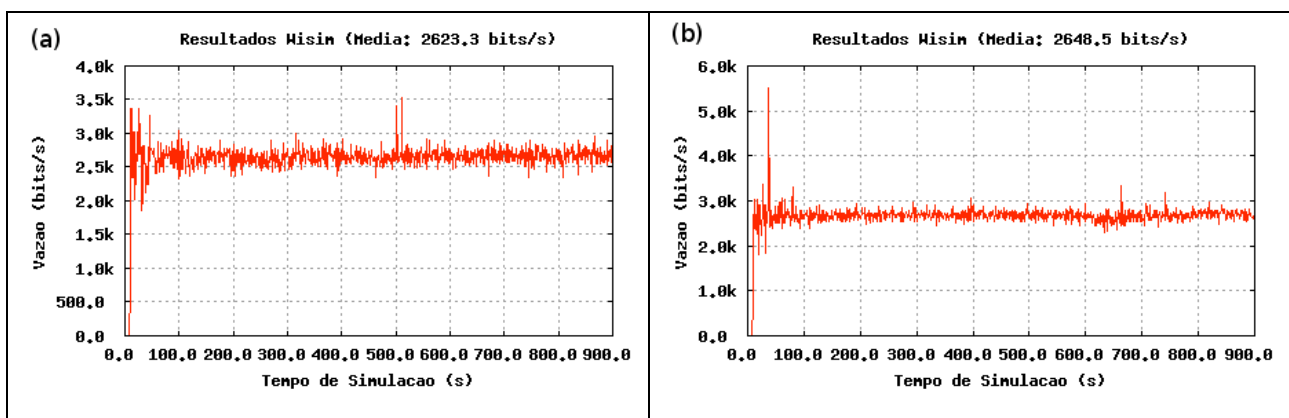 (a)
Resultados Wisim (Media: 2623.3 bits/s)
4.0k
3.5k
3.0k
2.5k
2.0k
1.5k
1.0k
500.0
0.0
Vazao (bits/s)
0.0 100.0 200.0 300.0 400.0 500.0 600.0 700.0 800.0 900.0
Tempo de Simulacao (s)
(b)
Resultados Wisim (Media: 2648.5 bits/s)
6.0k
5.0k
4.0k
3.0k
2.0k
1.0k
0.0
Vazao (bits/s)
0.0 100.0 200.0 300.0 400.0 500.0 600.0 700.0 800.0 900.0
Tempo de Simulacao (s)